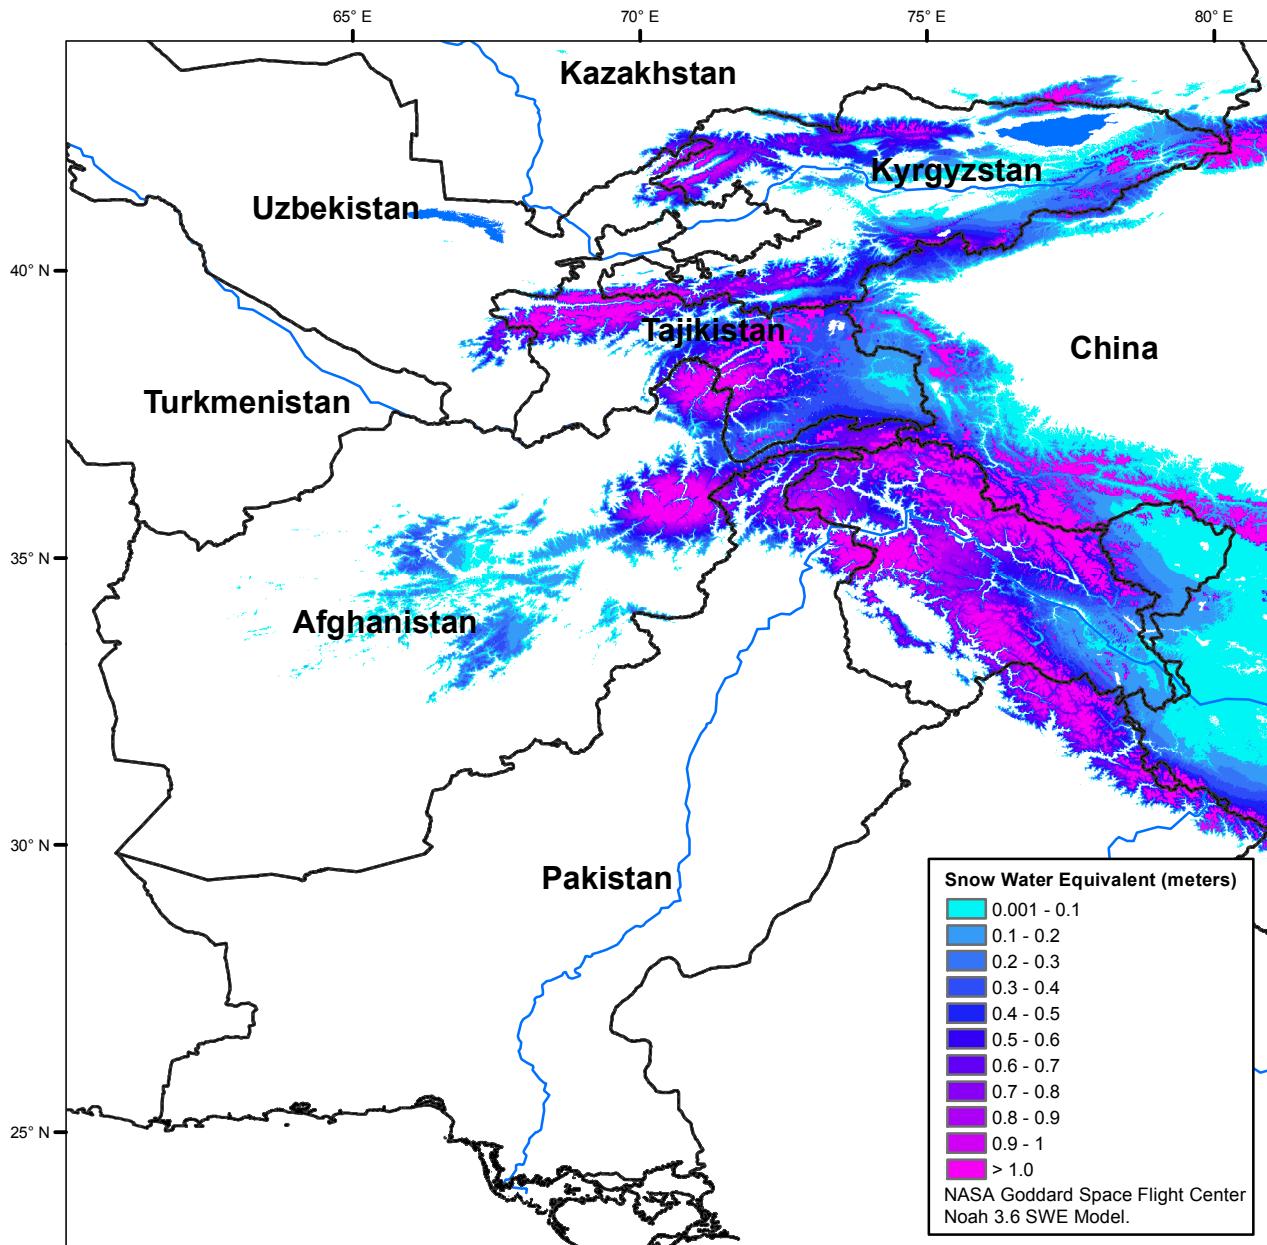 65° E
70° E
75° E
80° E
Kazakhstan
Kyrgyzstan
Uzbekistan
40° N
Tajikistan
China
Turkmenistan
35° N
Afghanistan
30° N
Pakistan
25° N
Snow Water Equivalent (meters)
0.001 - 0.1
0.1 - 0.2
0.2 - 0.3
0.3 - 0.4
0.4 - 0.5
0.5 - 0.6
0.6 - 0.7
0.7 - 0.8
0.8 - 0.9
0.9 - 1
> 1.0
NASA Goddard Space Flight Center
Noah 3.6 SWE Model.